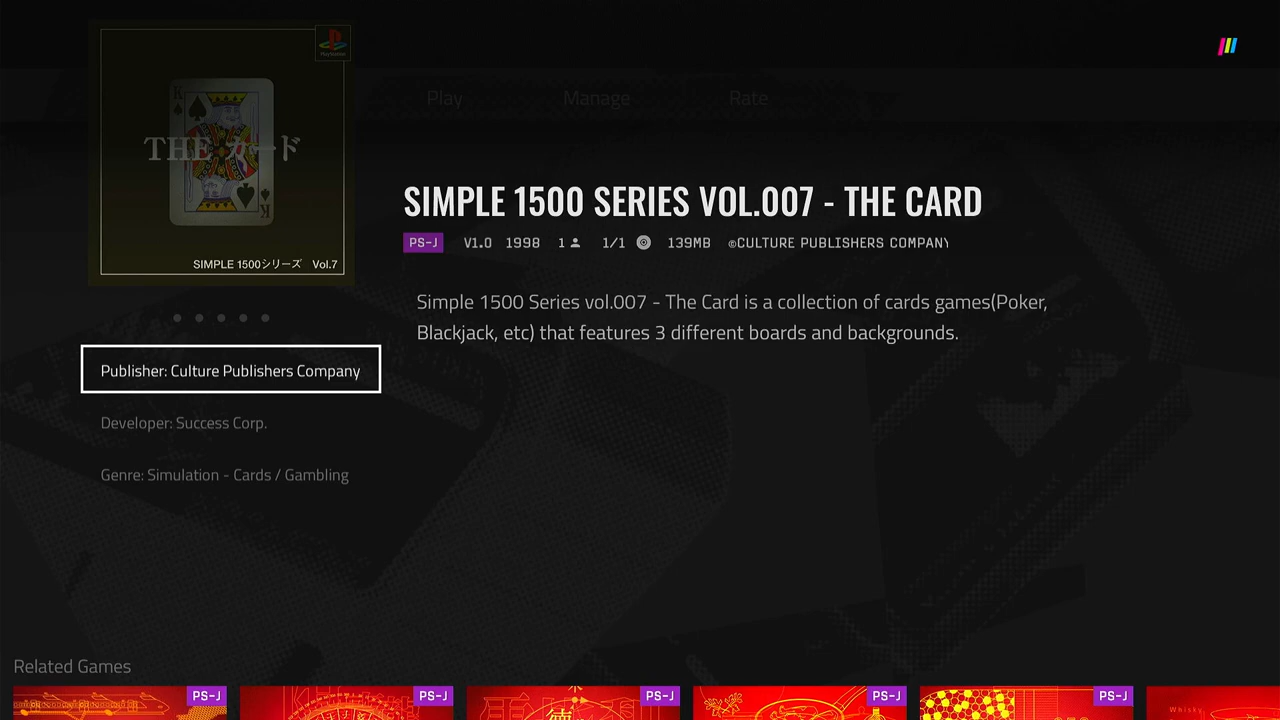 PlayStation
THE カード
SIMPLE 1500シリーズ Vol.7
Play Manage Rate
SIMPLE 1500 SERIES VOL.007 - THE CARD
PS-J V1.0 1998 1 1/1 139MB ©CULTURE PUBLISHERS COMPANY
Simple 1500 Series vol.007 - The Card is a collection of cards games(Poker,
Blackjack, etc) that features 3 different boards and backgrounds.
Publisher: Culture Publishers Company
Developer: Success Corp.
Genre: Simulation - Cards / Gambling
Related Games
PS-J PS-J PS-J PS-J PS-J
Whisky